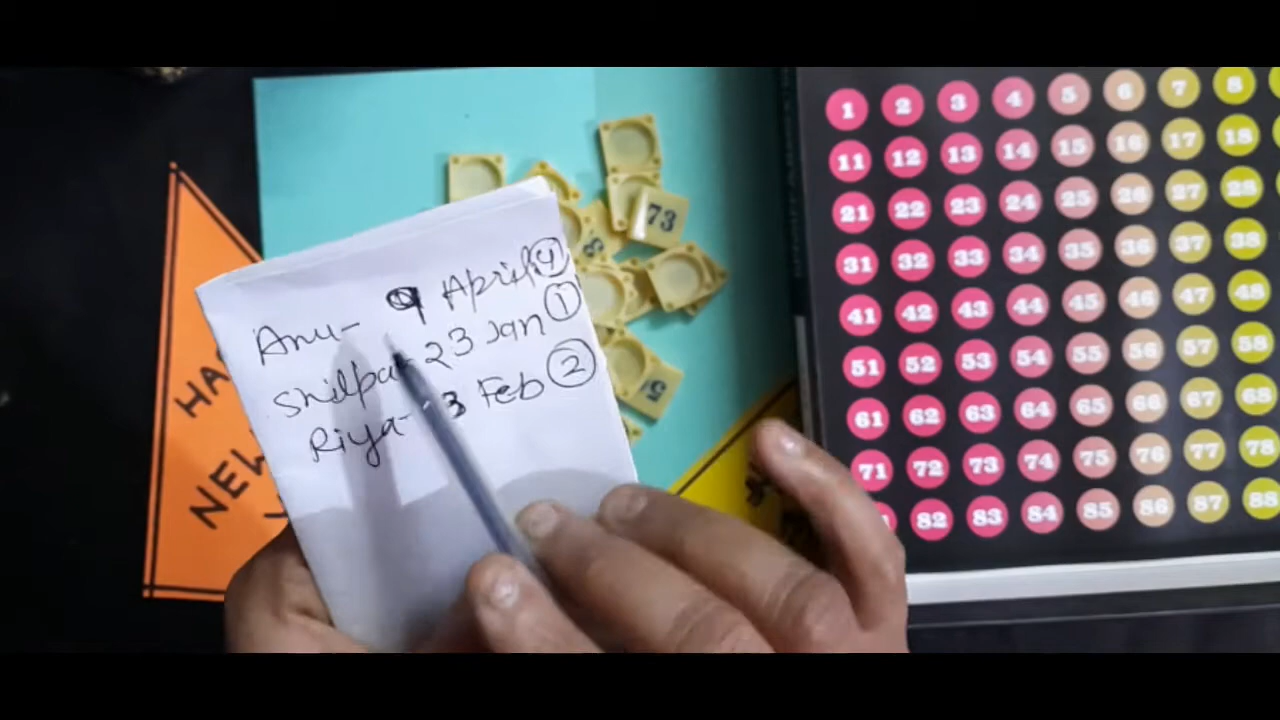 Anu- 9 April ④
Shilpa- 23 Jan ①
Riya- 3 Feb ②
HA
NEW
73
51
1 2 3 4 5 6 7 8
11 12 13 14 15 16 17 18
21 22 23 24 25 26 27 28
31 32 33 34 35 36 37 38
41 42 43 44 45 46 47 48
51 52 53 54 55 56 57 58
61 62 63 64 65 66 67 68
71 72 73 74 75 76 77 78
82 83 84 85 86 87 88